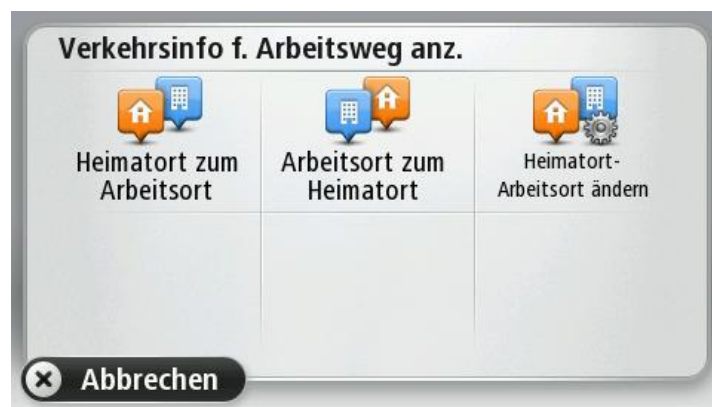 Verkehrsinfo f. Arbeitsweg anz.
Heimatort zum
Arbeitsort
Arbeitsort zum
Heimatort
Heimatort-
Arbeitsort ändern
Abbrechen